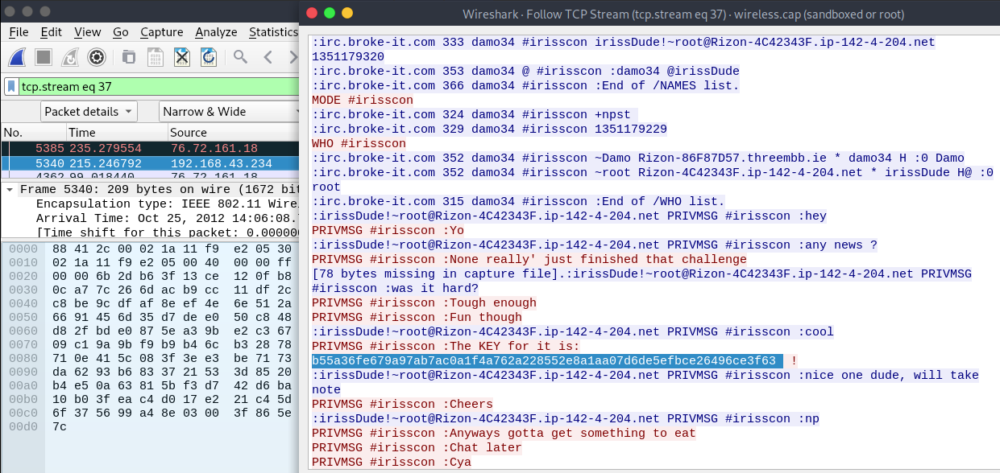 Wireshark · Follow TCP Stream (tcp.stream eq 37) · wireless.cap (sandboxed or root)
File Edit View Go Capture Analyze Statistics
tcp.stream eq 37
Packet details Narrow & Wide
No. Time Source
5385 235.279554 76.72.161.18
5340 215.246792 192.168.43.234
4362 99.018440 76.72.161.18
Frame 5340: 209 bytes on wire (1672 bit
Encapsulation type: IEEE 802.11 Wire
Arrival Time: Oct 25, 2012 14:06:08.
[Time shift for this packet: 0.00000
0000 88 41 2c 00 02 1a 11 f9 e2 05 30
0010 02 1a 11 f9 e2 05 00 40 00 00 ff
0020 00 00 6b 2d b6 3f 13 ce 12 0f b8
0030 0c a7 7c 26 6d ac b9 cc 11 df 2c
0040 c8 be 9c df af 8e ef 4e 6e 51 2a
0050 66 91 45 6d 35 d7 de e0 50 c8 48
0060 d8 2f bd e0 87 5e a3 9b e2 c3 67
0070 09 c1 9a 9b f9 b9 b4 6c b3 28 78
0080 71 0e 41 5c 08 3f 3e e3 be 71 73
0090 da 62 93 b6 83 37 21 53 3d 85 20
00a0 b4 e5 0a 63 81 5b f3 d7 42 d6 ba
00b0 10 b0 3f ea c4 d0 17 e2 21 c4 5d
00c0 6f 37 56 99 a4 8e 03 00 3f 86 5e
00d0 7c
:irc.broke-it.com 333 damo34 #irisscon irissDude!~root@Rizon-4C42343F.ip-142-4-204.net
1351179320
:irc.broke-it.com 353 damo34 @ #irisscon :damo34 @irissDude
:irc.broke-it.com 366 damo34 #irisscon :End of /NAMES list.
MODE #irisscon
:irc.broke-it.com 324 damo34 #irisscon +npst
:irc.broke-it.com 329 damo34 #irisscon 1351179229
WHO #irisscon
:irc.broke-it.com 352 damo34 #irisscon ~Damo Rizon-86F87D57.threembb.ie * damo34 H :0 Damo
:irc.broke-it.com 352 damo34 #irisscon ~root Rizon-4C42343F.ip-142-4-204.net * irissDude H@ :0
root
:irc.broke-it.com 315 damo34 #irisscon :End of /WHO list.
:irissDude!~root@Rizon-4C42343F.ip-142-4-204.net PRIVMSG #irisscon :hey
PRIVMSG #irisscon :Yo
:irissDude!~root@Rizon-4C42343F.ip-142-4-204.net PRIVMSG #irisscon :any news ?
PRIVMSG #irisscon :None really' just finished that challenge
[78 bytes missing in capture file].:irissDude!~root@Rizon-4C42343F.ip-142-4-204.net PRIVMSG
#irisscon :was it hard?
PRIVMSG #irisscon :Tough enough
PRIVMSG #irisscon :Fun though
:irissDude!~root@Rizon-4C42343F.ip-142-4-204.net PRIVMSG #irisscon :cool
PRIVMSG #irisscon :The KEY for it is:
b55a36fe679a97ab7ac0a1f4a762a228552e8a1aa07d6de5efbce26496ce3f63 !
:irissDude!~root@Rizon-4C42343F.ip-142-4-204.net PRIVMSG #irisscon :nice one dude, will take
note
PRIVMSG #irisscon :Cheers
:irissDude!~root@Rizon-4C42343F.ip-142-4-204.net PRIVMSG #irisscon :np
PRIVMSG #irisscon :Anyways gotta get something to eat
PRIVMSG #irisscon :Chat later
PRIVMSG #irisscon :Cya